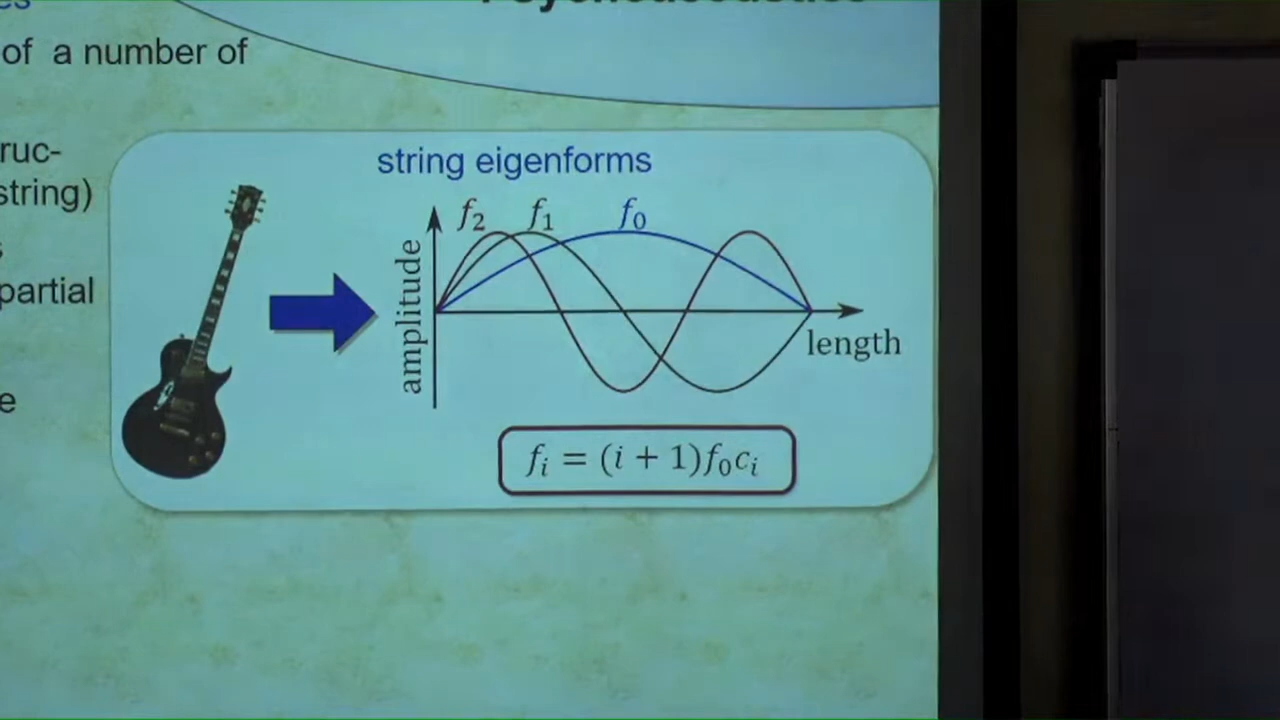 of a number of
ruc-
string)
partial
e
string eigenforms
f₂ f₁ f₀
amplitude
length
fᵢ = (i + 1)f₀cᵢ